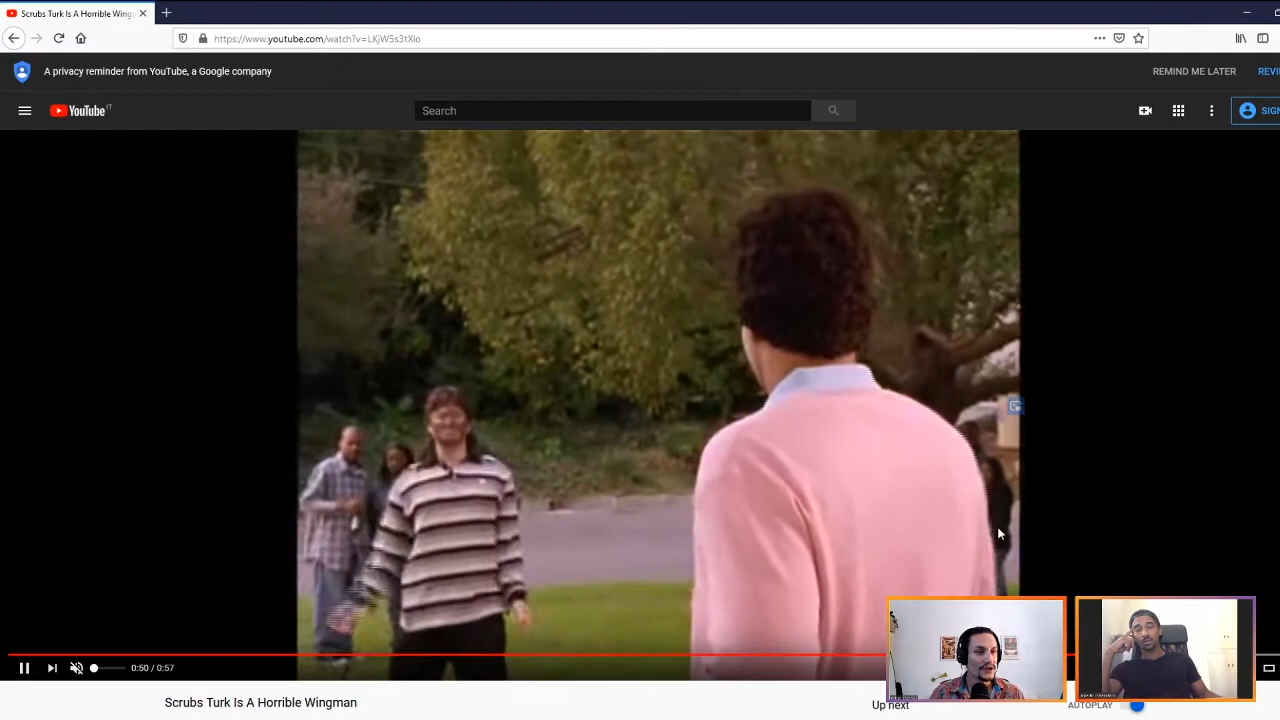 Scrubs Turk Is A Horrible Wing
https://www.youtube.com/watch?v=LKjW5s3tXlo
A privacy reminder from YouTube, a Google company
REMIND ME LATER
REVI
YouTube IT
Search
SIGN
0:50 / 0:57
Scrubs Turk Is A Horrible Wingman
Up next
AUTOPLAY